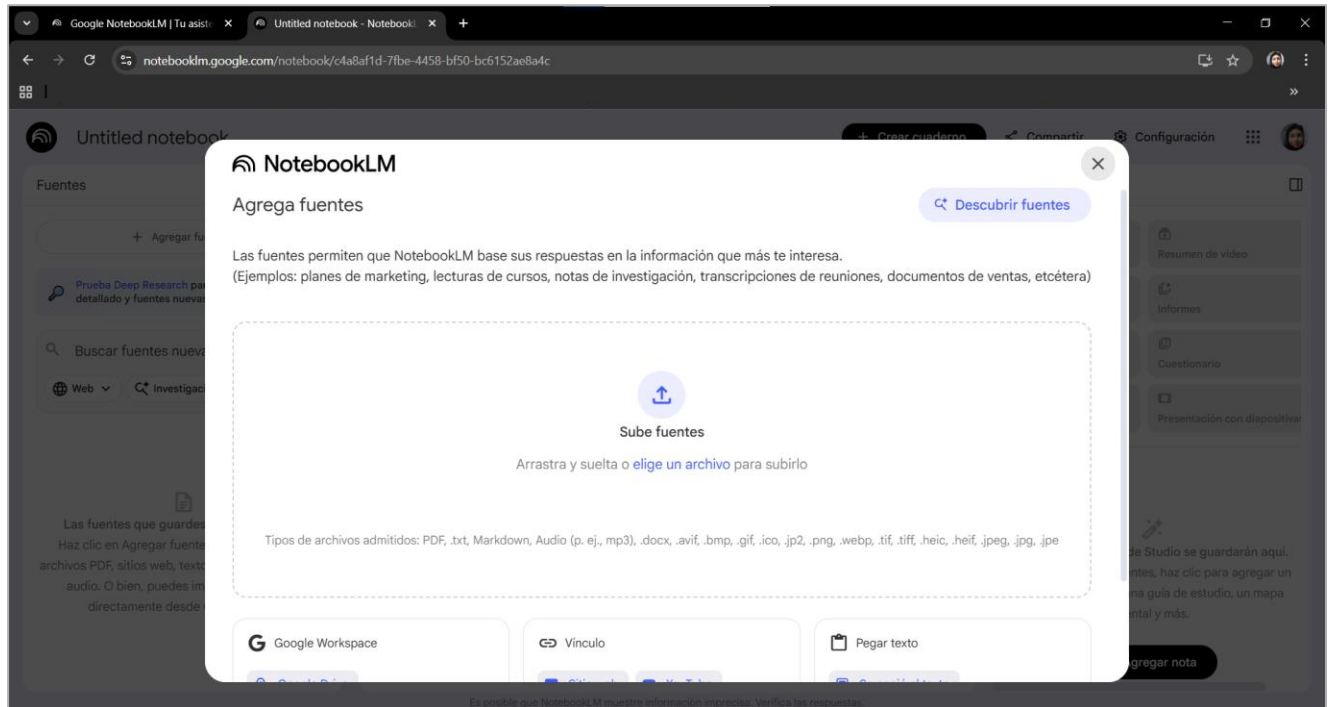 Google NotebookLM | Tu asiste
Untitled notebook - Notebook
notebooklm.google.com/notebook/c4a8af1d-7fbe-4458-bf50-bc6152ae8a4c
Untitled notebook
+ Crear cuaderno
Compartir
Configuración
Fuentes
+ Agregar fu
Prueba Deep Research par
detallado y fuentes nuevas
Buscar fuentes nueva
Web
Investigac
Las fuentes que guardes
Haz clic en Agregar fuente
archivos PDF, sitios web, texto
audio. O bien, puedes im
directamente desde
NotebookLM
Agrega fuentes
Descubrir fuentes
Las fuentes permiten que NotebookLM base sus respuestas en la información que más te interesa.
(Ejemplos: planes de marketing, lecturas de cursos, notas de investigación, transcripciones de reuniones, documentos de ventas, etcétera)
Sube fuentes
Arrastra y suelta o elige un archivo para subirlo
Tipos de archivos admitidos: PDF, .txt, Markdown, Audio (p. ej., mp3), .docx, .avif, .bmp, .gif, .ico, .jp2, .png, .webp, .tif, .tiff, .heic, .heif, .jpeg, .jpg, .jpe
Google Workspace
Vínculo
Pegar texto
Resumen de video
Informes
Cuestionario
Presentación con diapositivas
de Studio se guardarán aquí.
entes, haz clic para agregar un
na guía de estudio, un mapa
ntal y más.
gregar nota
Es posible que NotebookLM muestre información imprecisa. Verifica las respuestas.